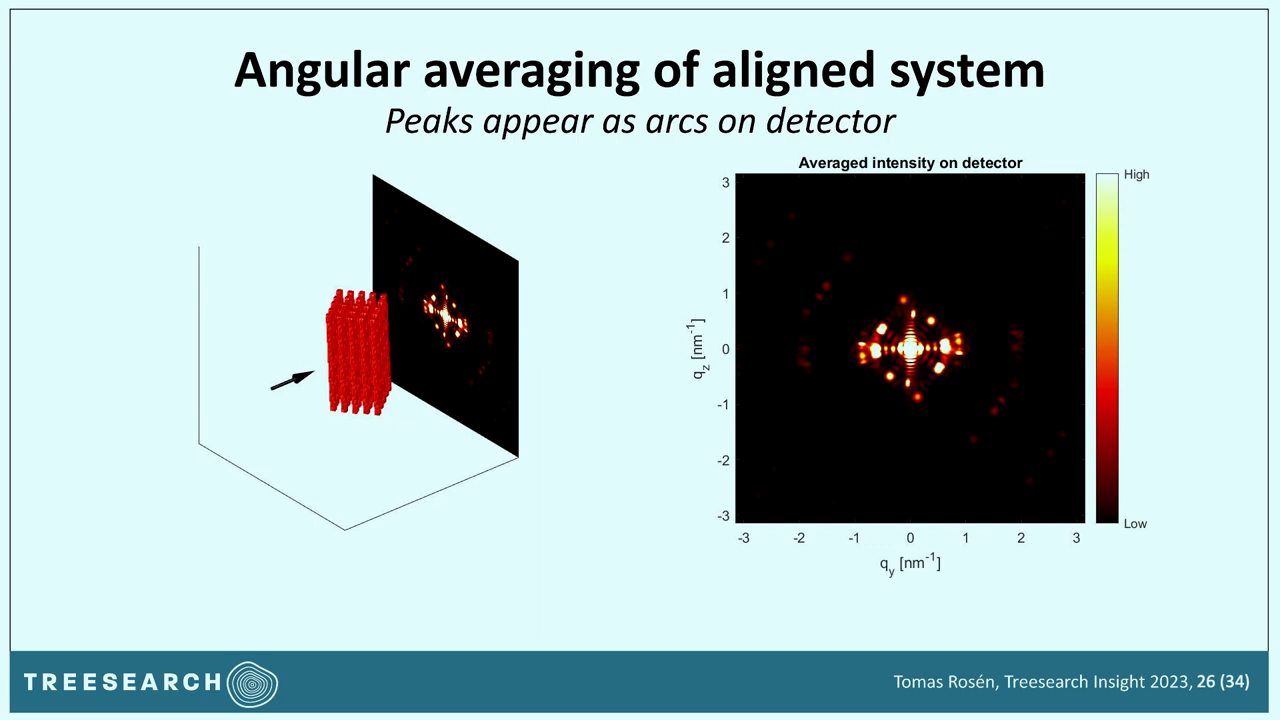 Angular averaging of aligned system
Peaks appear as arcs on detector
Averaged intensity on detector
3
2
1
0
-1
-2
-3
q_z [nm^-1]
-3 -2 -1 0 1 2 3
q_y [nm^-1]
High
Low
TREESEARCH
Tomas Rosén, Treesearch Insight 2023, 26 (34)